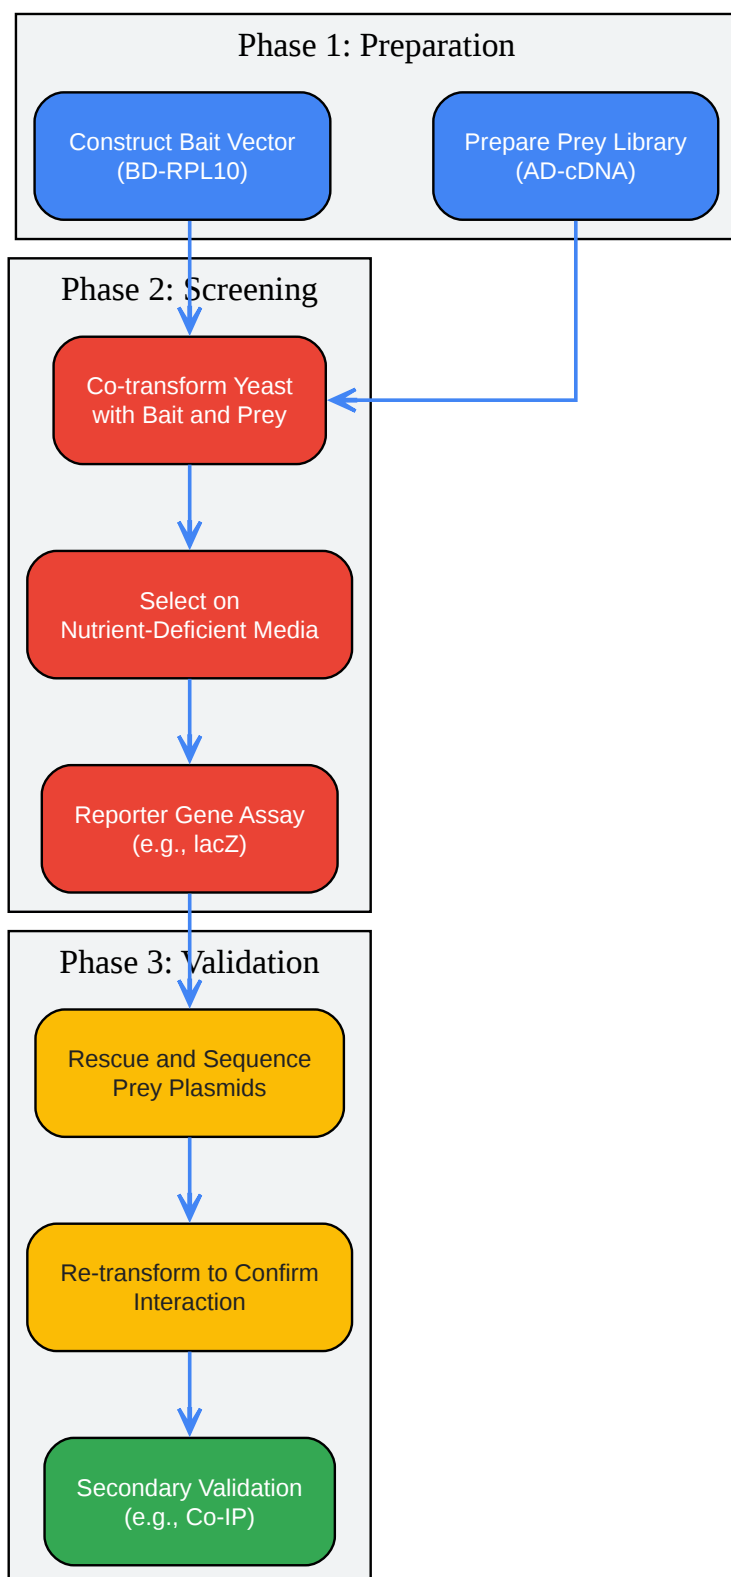 Phase 1: Preparation
Construct Bait Vector
(BD-RPL10)
Prepare Prey Library
(AD-cDNA)
Phase 2: Screening
Co-transform Yeast
with Bait and Prey
Select on
Nutrient-Deficient Media
Reporter Gene Assay
(e.g., lacZ)
Phase 3: Validation
Rescue and Sequence
Prey Plasmids
Re-transform to Confirm
Interaction
Secondary Validation
(e.g., Co-IP)